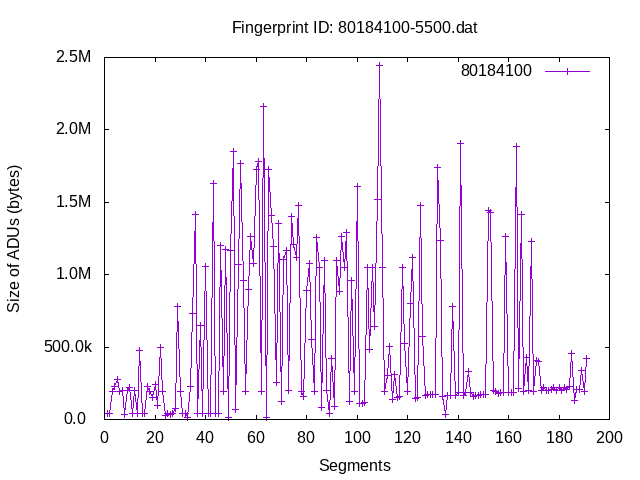 Fingerprint ID: 80184100-5500.dat
80184100
2.5M
2.0M
1.5M
1.0M
500.0k
0.0
Size of ADUs (bytes)
0 20 40 60 80 100 120 140 160 180 200
Segments